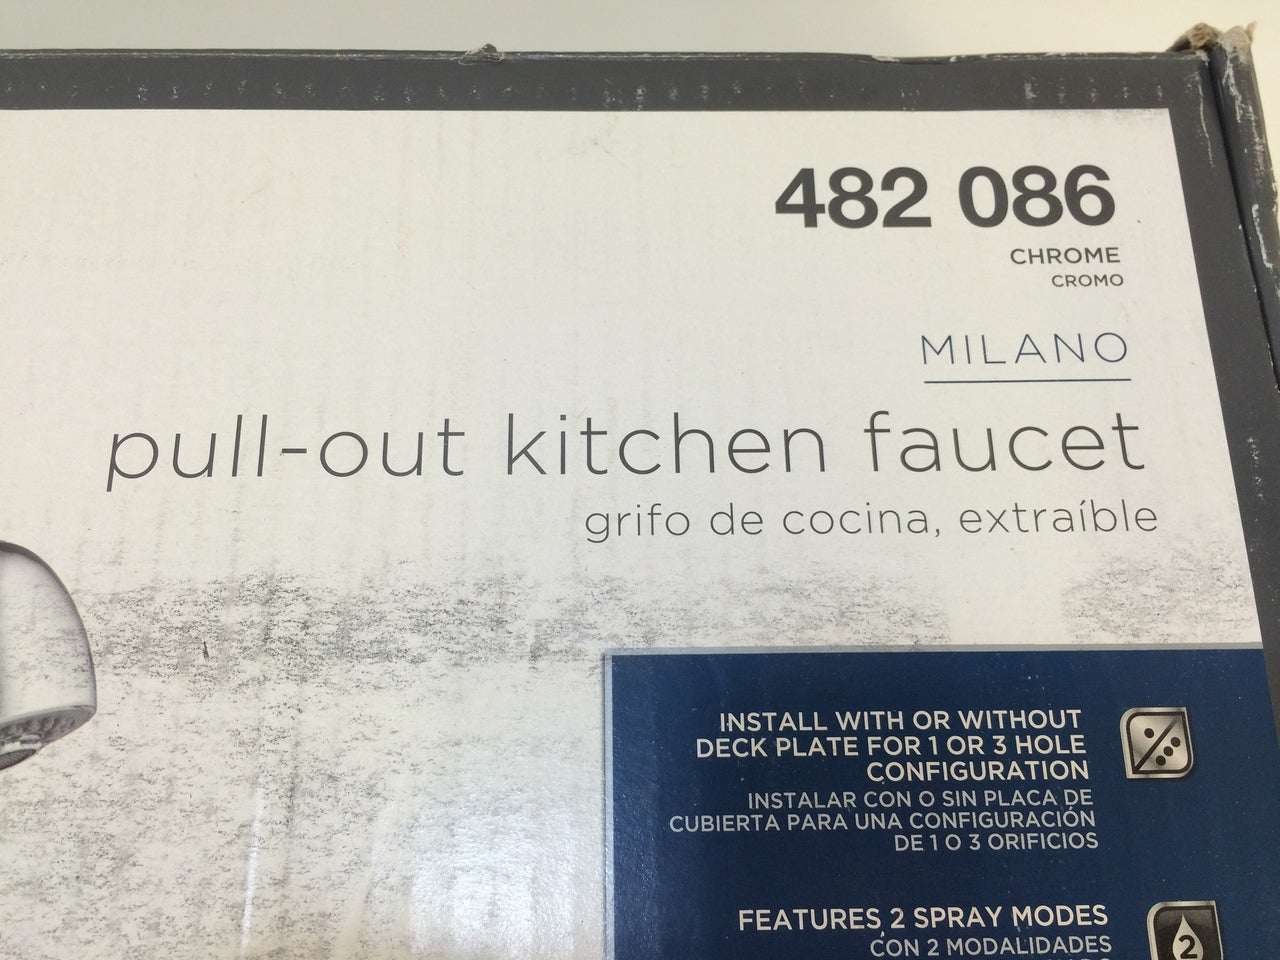 482 086
CHROME
CROMO
MILANO
pull-out kitchen faucet
grifo de cocina, extraíble
INSTALL WITH OR WITHOUT
DECK PLATE FOR 1 OR 3 HOLE
CONFIGURATION
INSTALAR CON O SIN PLACA DE
CUBIERTA PARA UNA CONFIGURACIÓN
DE 1 O 3 ORIFICIOS
FEATURES 2 SPRAY MODES
CON 2 MODALIDADES
2